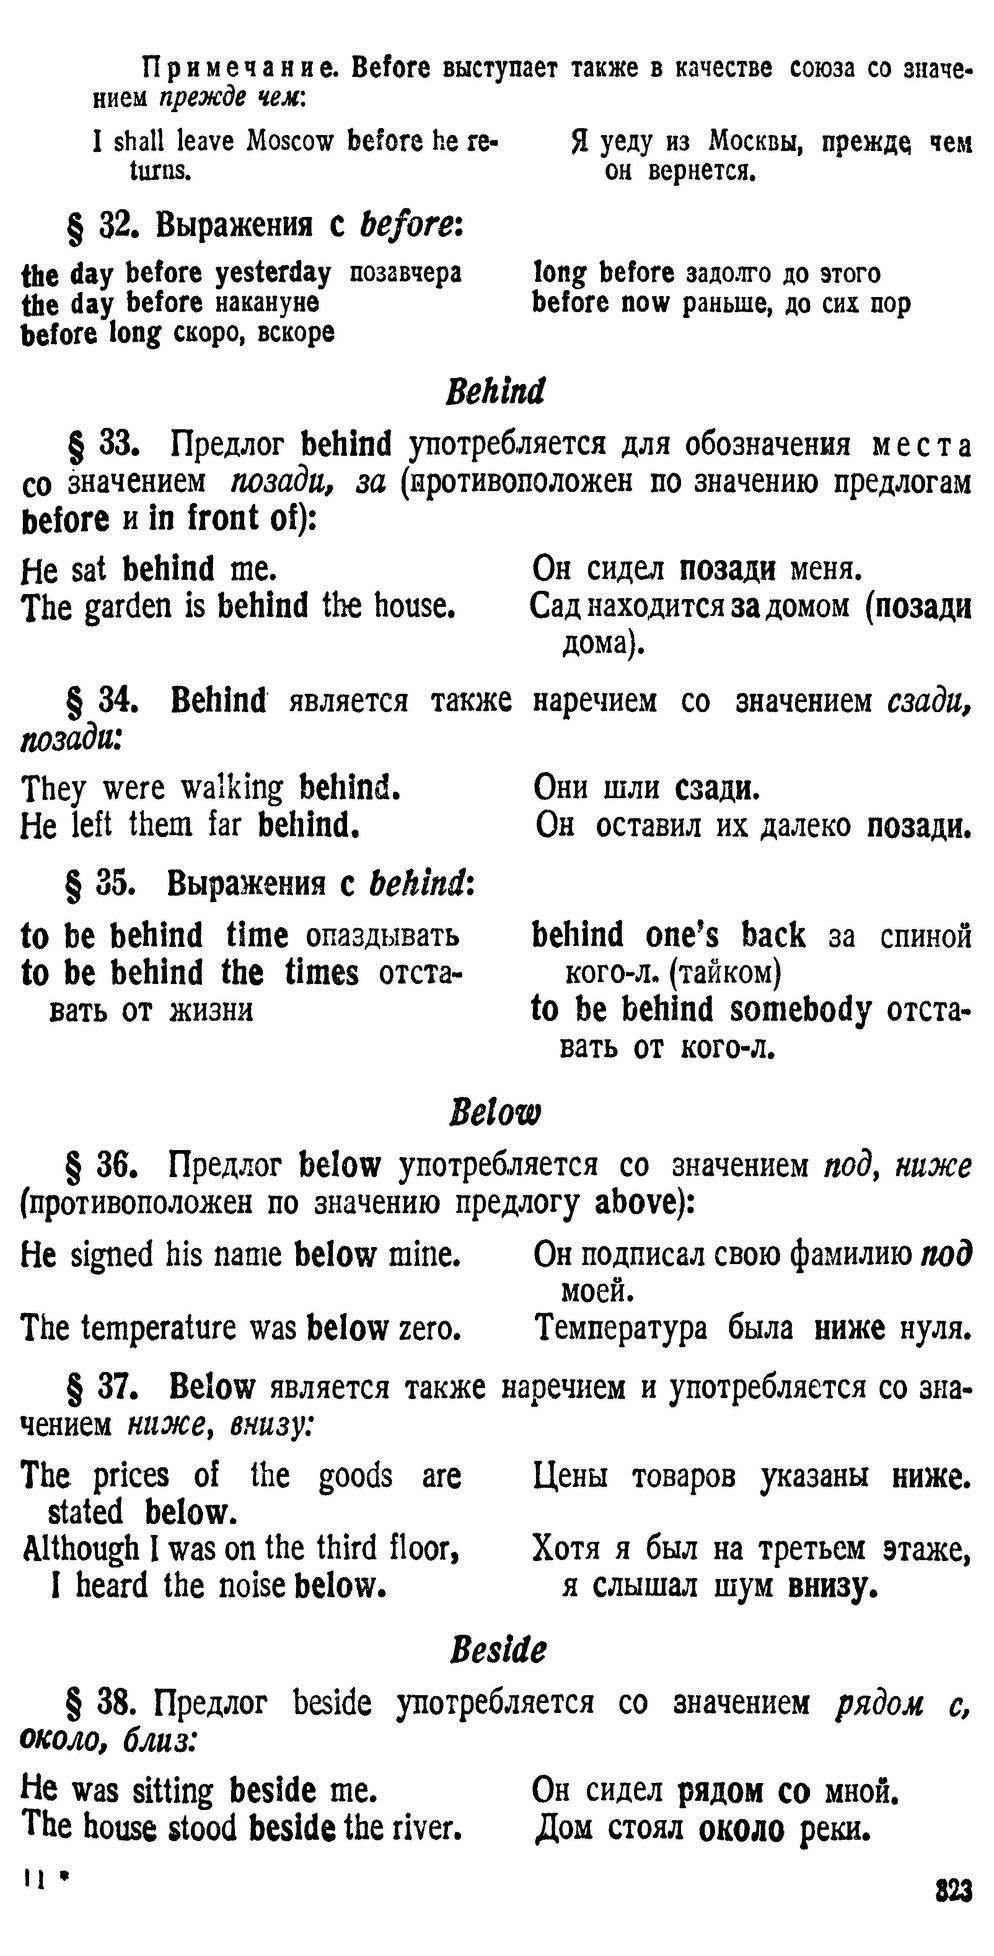 Примечание. Before выступает также в качестве союза со значе-
нием прежде чем:
I shall leave Moscow before he re-
turns.
Я уеду из Москвы, прежде чем
он вернется.
§ 32. Выражения с before:
the day before yesterday позавчера
the day before накануне
before long скоро, вскоре
long before задолго до этого
before now раньше, до сих пор
Behind
§ 33. Предлог behind употребляется для обозначения места
со значением позади, за (противоположен по значению предлогам
before и in front of):
He sat behind me.
Он сидел позади меня.
The garden is behind the house.
Сад находится за домом (позади
дома).
§ 34. Behind является также наречием со значением сзади,
позади:
They were walking behind.
Они шли сзади.
He left them far behind.
Он оставил их далеко позади.
§ 35. Выражения с behind:
to be behind time опаздывать
to be behind the times отста-
вать от жизни
behind one's back за спиной
кого-л. (тайком)
to be behind somebody отста-
вать от кого-л.
Below
§ 36. Предлог below употребляется со значением под, ниже
(противоположен по значению предлогу above):
He signed his name below mine.
Он подписал свою фамилию под
моей.
The temperature was below zero.
Температура была ниже нуля.
§ 37. Below является также наречием и употребляется со зна-
чением ниже, внизу:
The prices of the goods are
stated below.
Цены товаров указаны ниже.
Although I was on the third floor,
I heard the noise below.
Хотя я был на третьем этаже,
я слышал шум внизу.
Beside
§ 38. Предлог beside употребляется со значением рядом с,
около, близ:
He was sitting beside me.
Он сидел рядом со мной.
The house stood beside the river.
Дом стоял около реки.
11 *
323